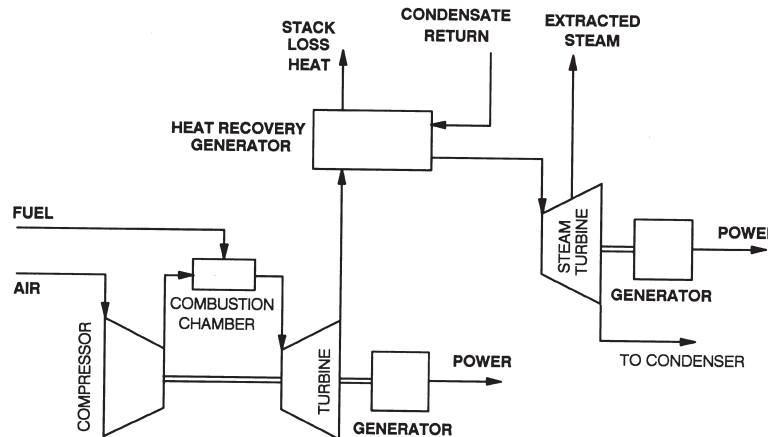 STACK
LOSS
HEAT
CONDENSATE
RETURN
EXTRACTED
STEAM
HEAT RECOVERY
GENERATOR
FUEL
AIR
COMBUSTION
CHAMBER
COMPRESSOR
TURBINE
POWER
GENERATOR
STEAM
TURBINE
POWER
GENERATOR
TO CONDENSER